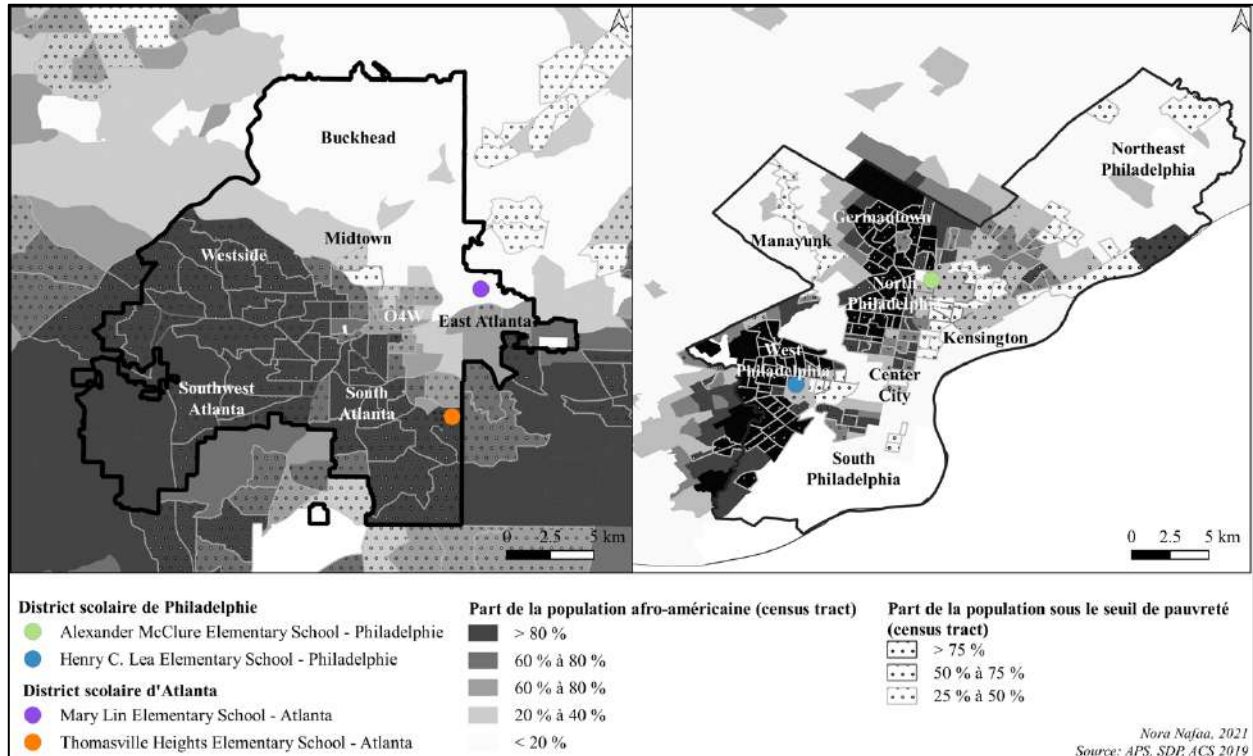 Buckhead
Midtown
Westside
O4W
East Atlanta
Southwest
Atlanta
South
Atlanta
0 2.5 5 km
Northeast
Philadelphia
Germantown
Manayunk
North
Philadelphia
Kensington
West
Philadelphia
Center
City
South
Philadelphia
0 2.5 5 km
District scolaire de Philadelphie
Alexander McClure Elementary School - Philadelphie
Henry C. Lea Elementary School - Philadelphie
District scolaire d'Atlanta
Mary Lin Elementary School - Atlanta
Thomasville Heights Elementary School - Atlanta
Part de la population afro-américaine (census tract)
> 80 %
60 % à 80 %
60 % à 80 %
20 % à 40 %
< 20 %
Part de la population sous le seuil de pauvreté
(census tract)
> 75 %
50 % à 75 %
25 % à 50 %
Nora Nafaa, 2021
Source: APS, SDP, ACS 2019